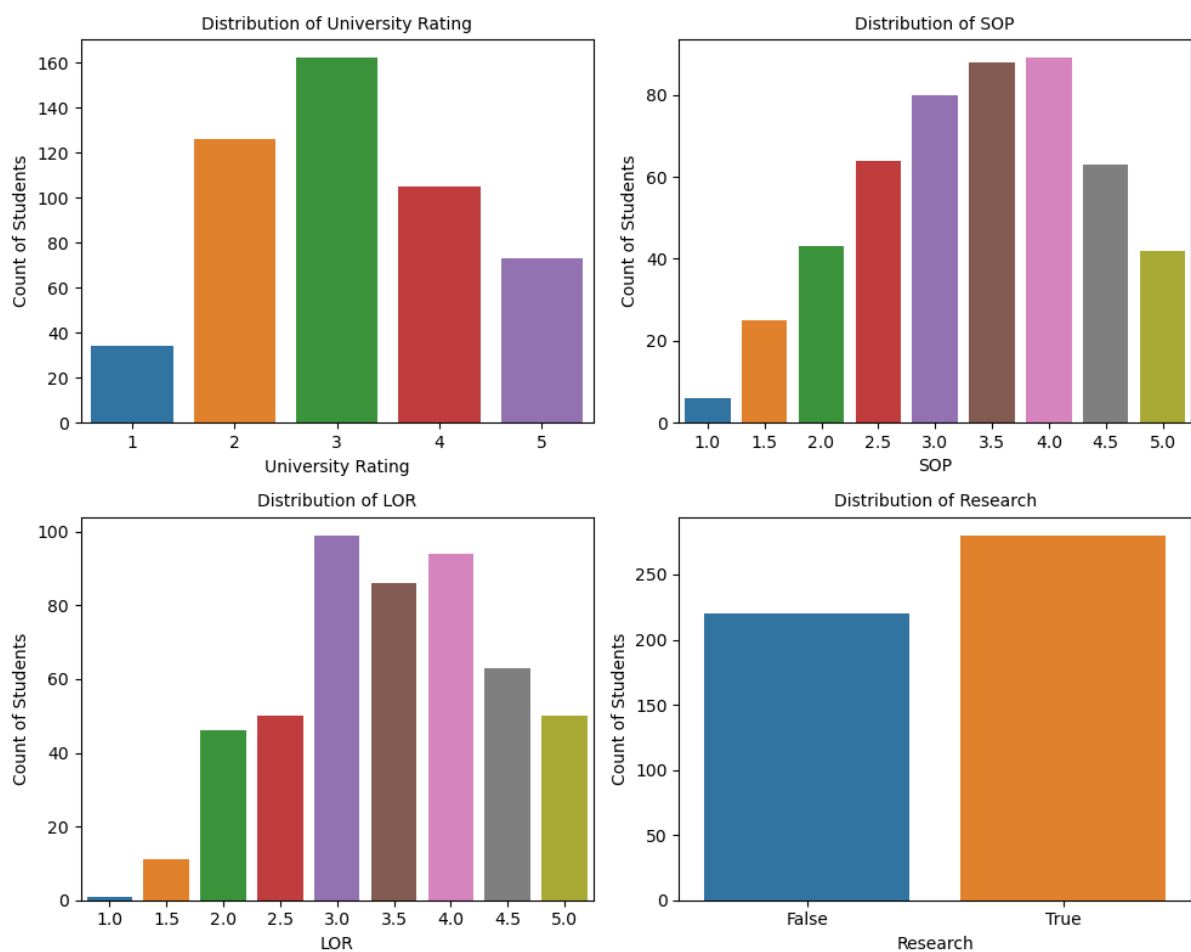 Distribution of University Rating
160
140
120
100
80
60
40
20
0
Count of Students
1 2 3 4 5
University Rating
Distribution of SOP
80
60
40
20
0
Count of Students
1.0 1.5 2.0 2.5 3.0 3.5 4.0 4.5 5.0
SOP
Distribution of LOR
100
80
60
40
20
0
Count of Students
1.0 1.5 2.0 2.5 3.0 3.5 4.0 4.5 5.0
LOR
Distribution of Research
250
200
150
100
50
0
Count of Students
False True
Research